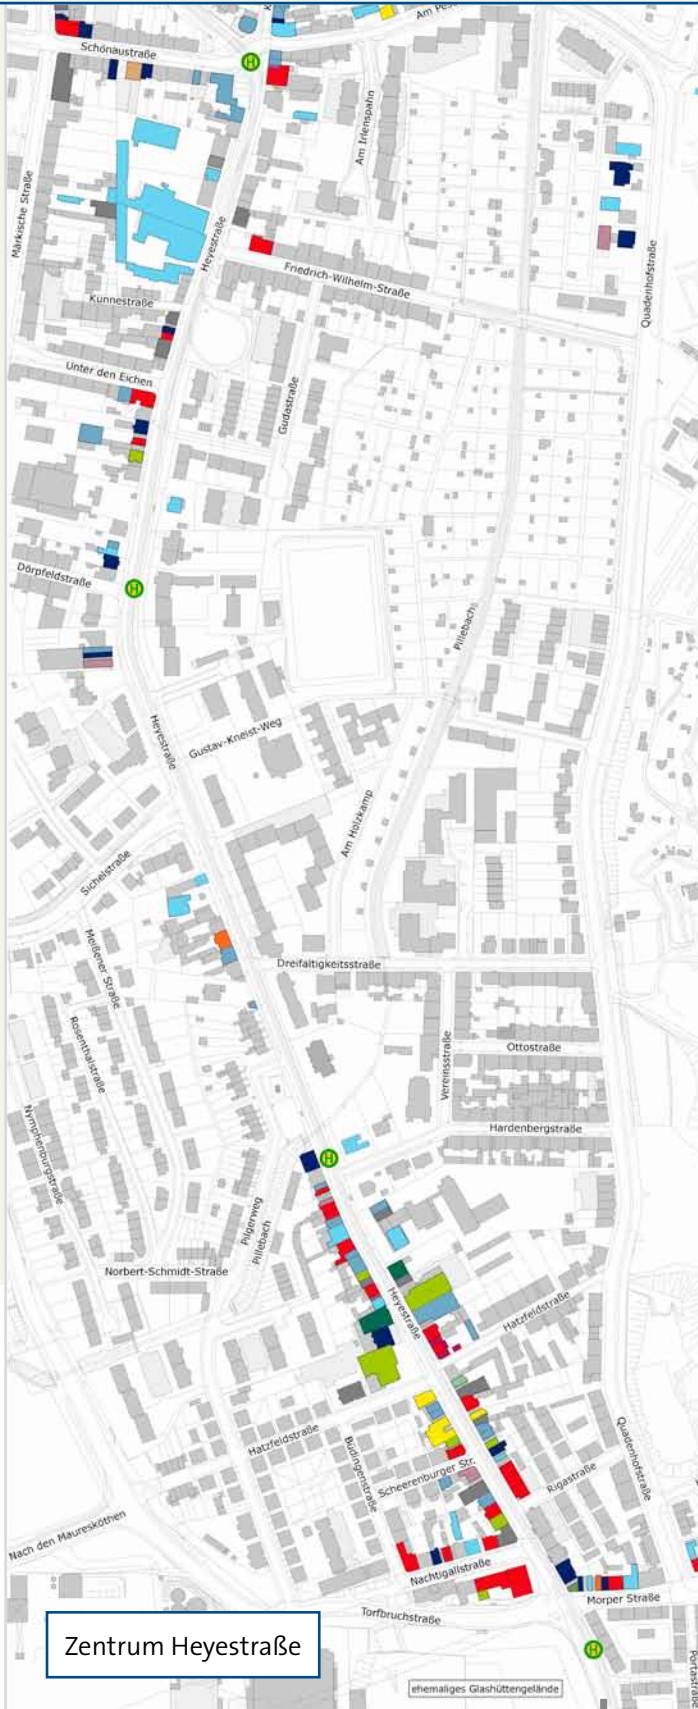 Am Pes
Schönaustraße
H
Am Irlenspahn
Märkische Straße
Heyestraße
Quadenhofstraße
Friedrich-Wilhelm-Straße
Kunnestraße
Unter den Eichen
Gudastraße
Dörpfeldstraße
H
Pillebach
Heyestraße
Gustav-Kneist-Weg
Am Holzkamp
Sichelstraße
Meißener Straße
Dreifaltigkeitsstraße
Rosenthalstraße
Ottostraße
Vereinsstraße
Nymphenburgstraße
Hardenbergstraße
H
Pilgerweg
Pillebach
Norbert-Schmidt-Straße
Heyestraße
Hatzfeldstraße
Hatzfeldstraße
Büdingenstraße
Quadenhofstraße
Scheerenburger Str.
Rigastraße
Nach den Mauresköthen
Nachtigallstraße
Morper Straße
Torfbruchstraße
Zentrum Heyestraße
H
Portastraße
ehemaliges Glashüttengelände